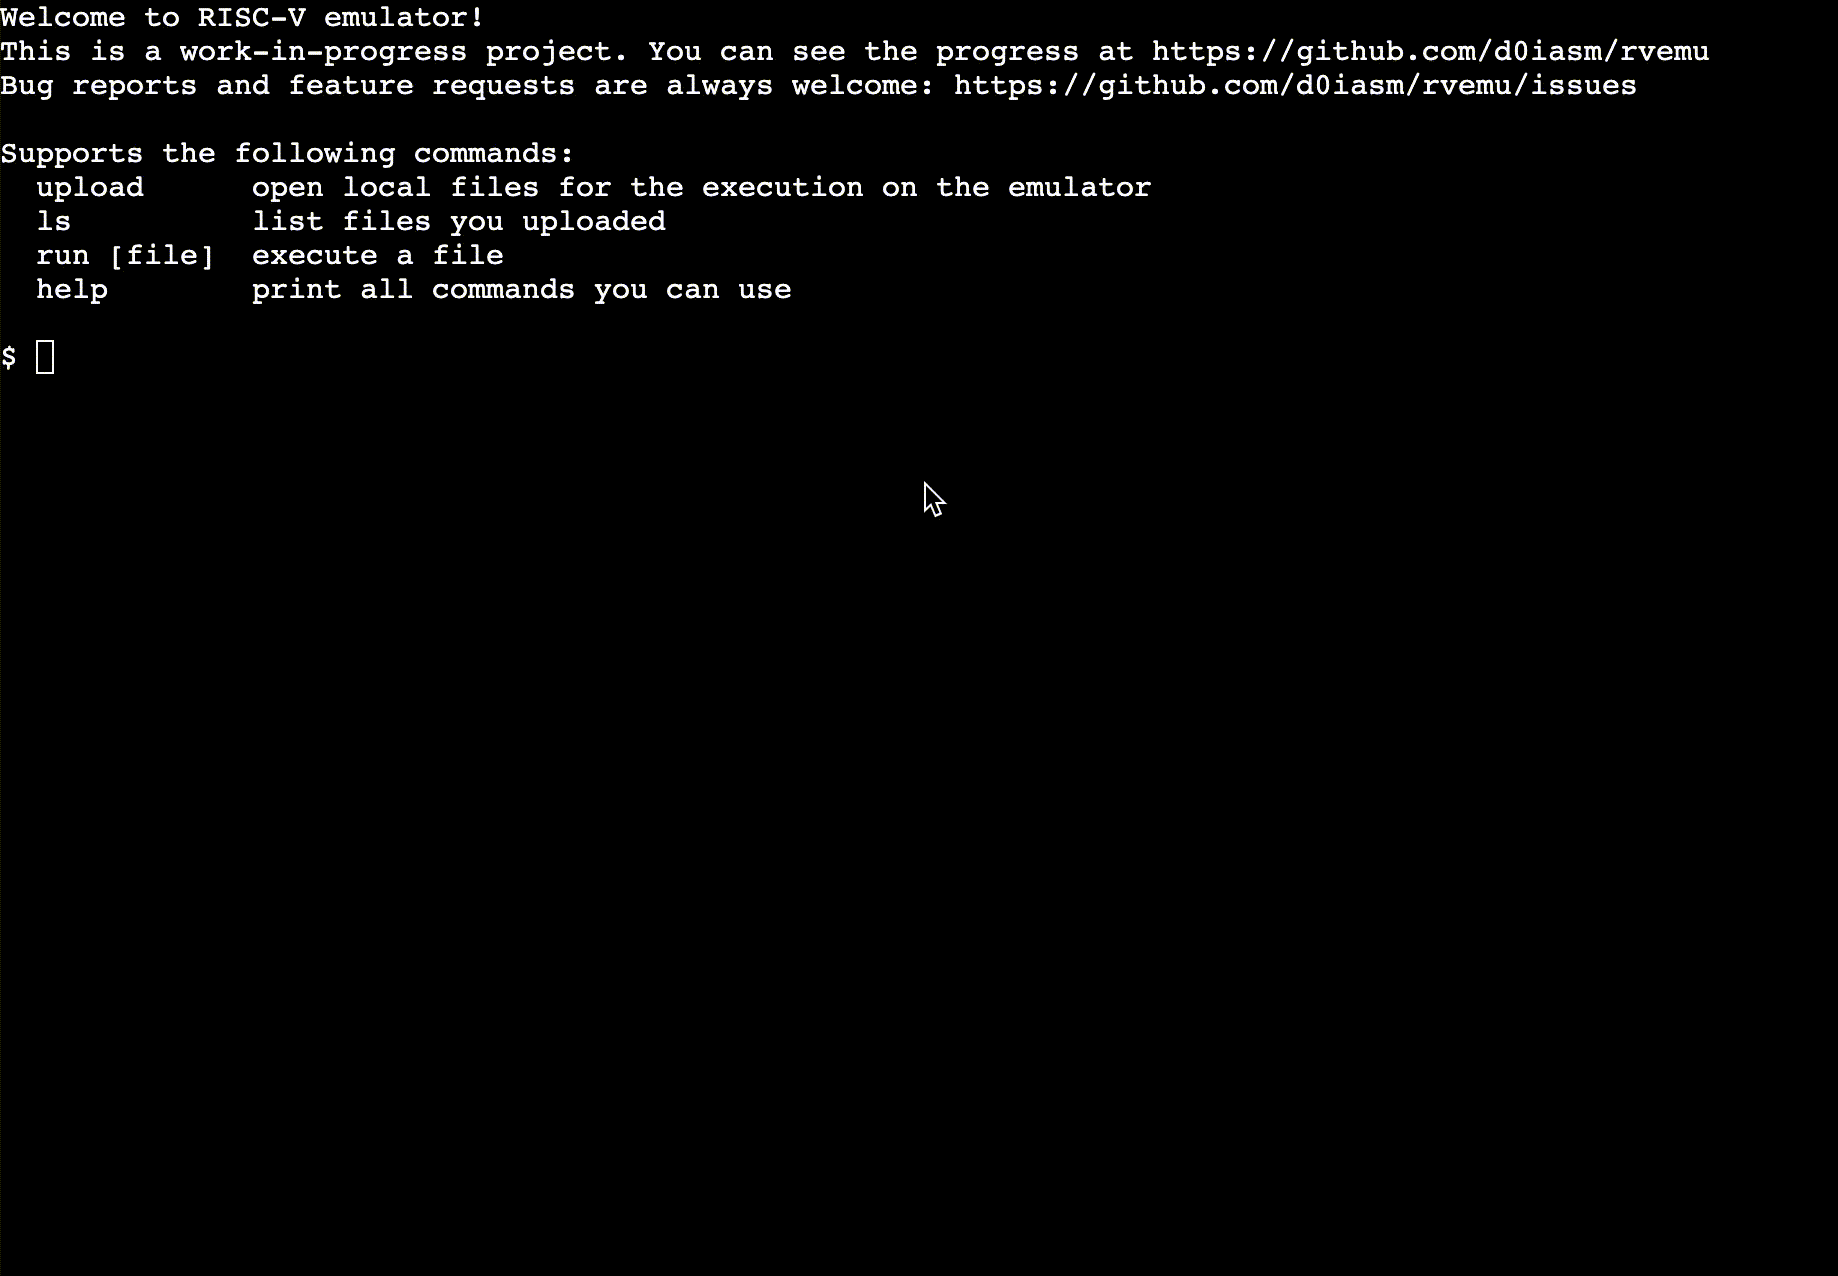 Welcome to RISC-V emulator!
This is a work-in-progress project. You can see the progress at https://github.com/d0iasm/rvemu
Bug reports and feature requests are always welcome: https://github.com/d0iasm/rvemu/issues
Supports the following commands:
  upload      open local files for the execution on the emulator
  ls          list files you uploaded
  run [file]  execute a file
  help        print all commands you can use
$